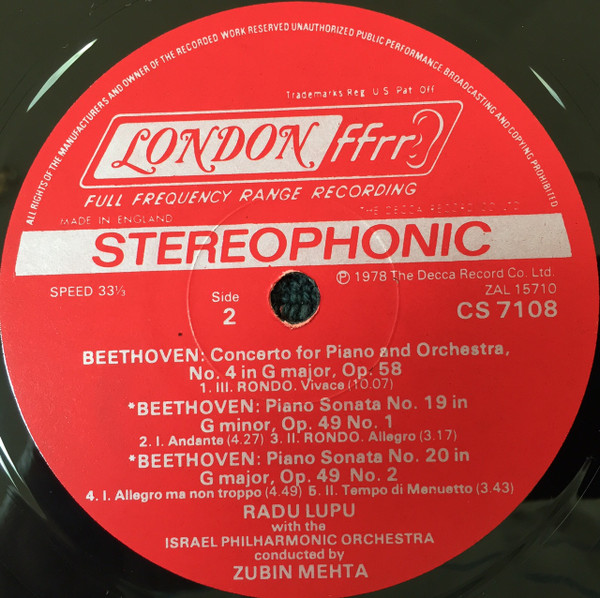 ALL RIGHTS OF THE MANUFACTURERS AND OWNER OF THE RECORDED WORK RESERVED UNAUTHORIZED PUBLIC PERFORMANCE BROADCASTING AND COPYING PROHIBITED
Trademarks Reg U S Pat. Off
LONDON ffrr
FULL FREQUENCY RANGE RECORDING
MADE IN ENGLAND
THE DECCA RECORD CO LTD
STEREOPHONIC
SPEED 33⅓
Side
2
Ⓟ 1978 The Decca Record Co. Ltd.
ZAL 15710
CS 7108
BEETHOVEN: Concerto for Piano and Orchestra,
No. 4 in G major, Op. 58
1. III. RONDO. Vivace (10.07)
*BEETHOVEN: Piano Sonata No. 19 in
G minor, Op. 49 No. 1
2. I. Andante (4.27) 3. II. RONDO. Allegro (3.17)
*BEETHOVEN: Piano Sonata No. 20 in
G major, Op. 49 No. 2
4. I. Allegro ma non troppo (4.49) 5. II. Tempo di Menuetto (3.43)
RADU LUPU
with the
ISRAEL PHILHARMONIC ORCHESTRA
conducted by
ZUBIN MEHTA